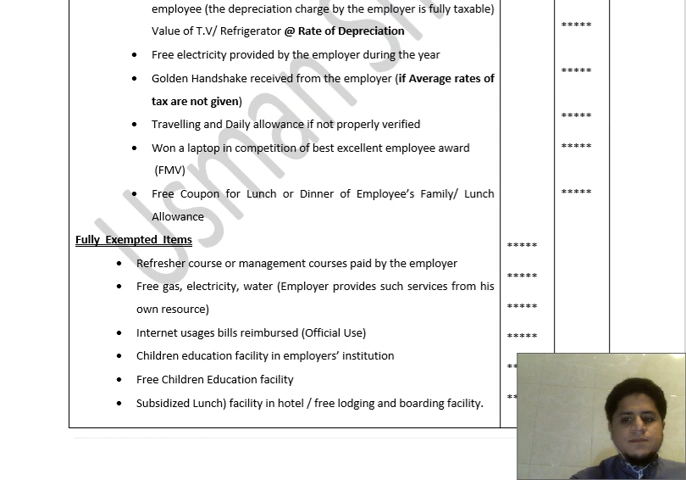 employee (the depreciation charge by the employer is fully taxable)
Value of T.V/ Refrigerator @ Rate of Depreciation
*****
• Free electricity provided by the employer during the year
• Golden Handshake received from the employer (if Average rates of
*****
tax are not given)
• Travelling and Daily allowance if not properly verified
*****
• Won a laptop in competition of best excellent employee award
*****
(FMV)
• Free Coupon for Lunch or Dinner of Employee's Family/ Lunch
*****
Allowance
Fully Exempted Items
*****
• Refresher course or management courses paid by the employer
*****
• Free gas, electricity, water (Employer provides such services from his
own resource)
*****
• Internet usages bills reimbursed (Official Use)
*****
• Children education facility in employers' institution
**
• Free Children Education facility
• Subsidized Lunch) facility in hotel / free lodging and boarding facility.
**
Usman